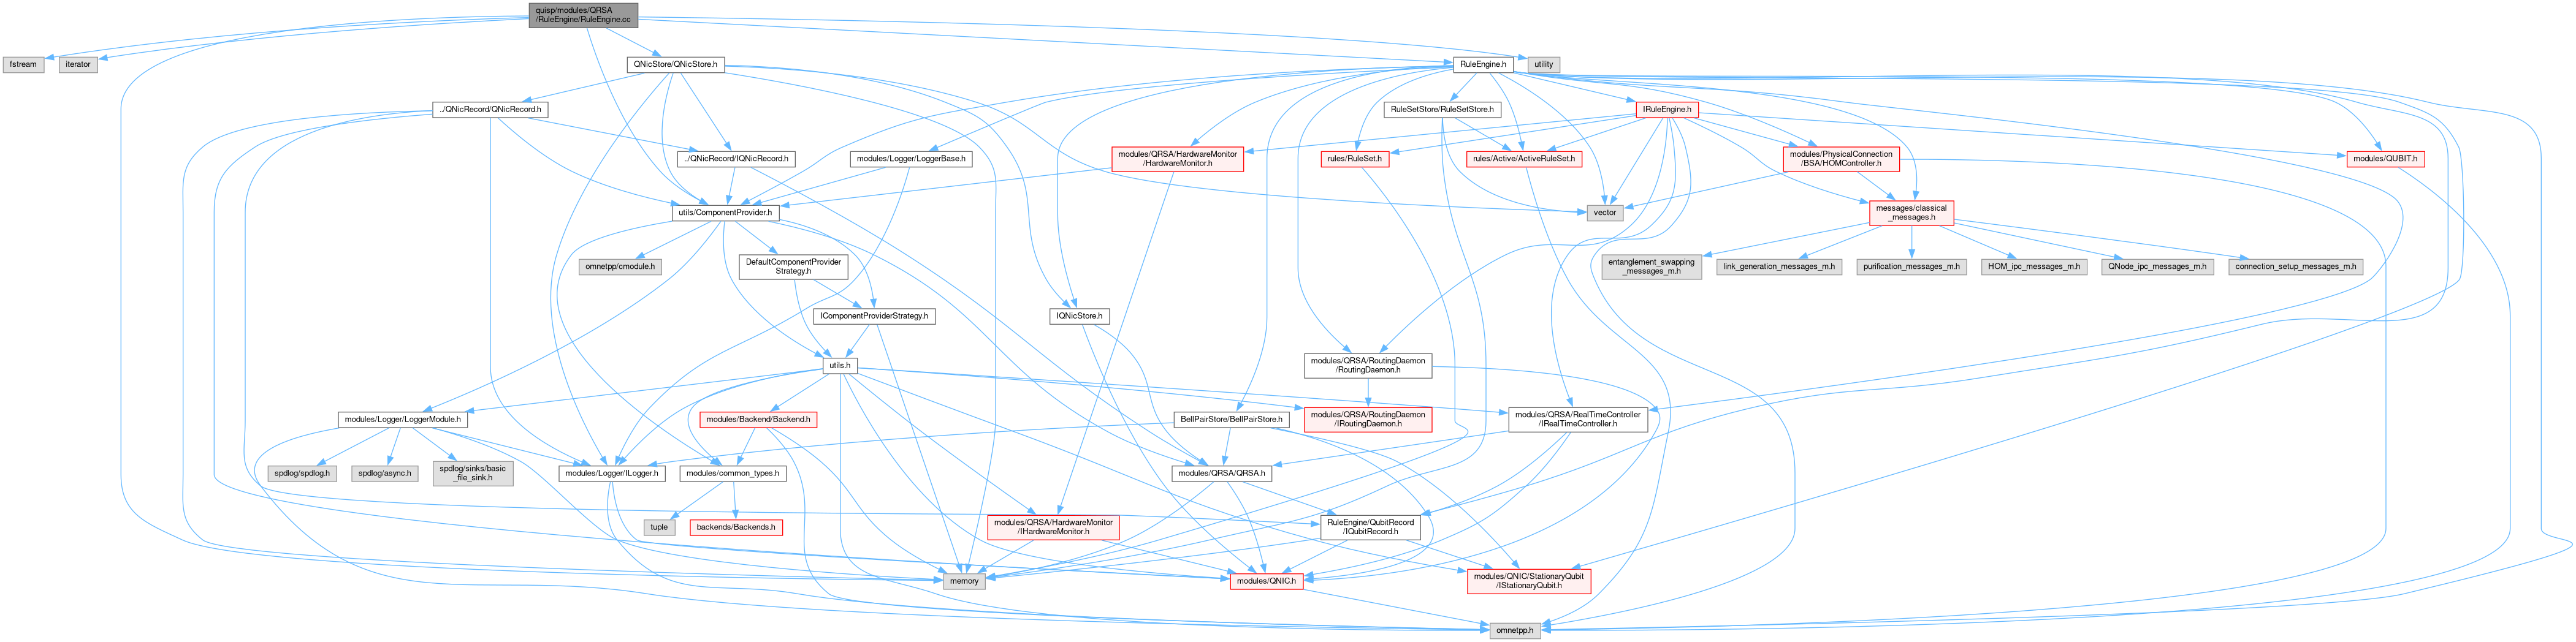 quisp/modules/QRSA
/RuleEngine/RuleEngine.cc
fstream
iterator
QNicStore/QNicStore.h
RuleEngine.h
utility
../QNicRecord/QNicRecord.h
RuleSetStore/RuleSetStore.h
IRuleEngine.h
../QNicRecord/IQNicRecord.h
modules/Logger/LoggerBase.h
modules/QRSA/HardwareMonitor
/HardwareMonitor.h
rules/RuleSet.h
rules/Active/ActiveRuleSet.h
modules/PhysicalConnection
/BSA/HOMController.h
modules/QUBIT.h
utils/ComponentProvider.h
vector
messages/classical
_messages.h
omnetpp/cmodule.h
DefaultComponentProvider
Strategy.h
entanglement_swapping
_messages_m.h
link_generation_messages_m.h
purification_messages_m.h
HOM_ipc_messages_m.h
QNode_ipc_messages_m.h
connection_setup_messages_m.h
IComponentProviderStrategy.h
IQNicStore.h
utils.h
modules/QRSA/RoutingDaemon
/RoutingDaemon.h
modules/Logger/LoggerModule.h
modules/Backend/Backend.h
BellPairStore/BellPairStore.h
modules/QRSA/RoutingDaemon
/IRoutingDaemon.h
modules/QRSA/RealTimeController
/IRealTimeController.h
spdlog/spdlog.h
spdlog/async.h
spdlog/sinks/basic
_file_sink.h
modules/Logger/ILogger.h
modules/common_types.h
modules/QRSA/QRSA.h
tuple
backends/Backends.h
modules/QRSA/HardwareMonitor
/IHardwareMonitor.h
RuleEngine/QubitRecord
/IQubitRecord.h
memory
modules/QNIC.h
modules/QNIC/StationaryQubit
/IStationaryQubit.h
omnetpp.h